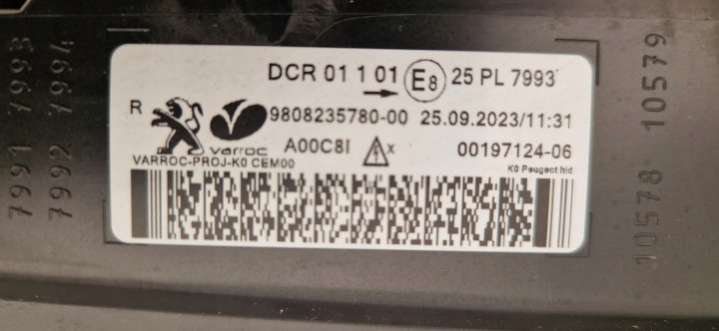 DCR 01 1 01 E8 25 PL 7993
R varroc 9808235780-00 25.09.2023/11:31
A00C8I X 00197124-06
VARROC-PROJ-K0 CEM00
K0 Peugeot hid
7991 7993
7992 7994
10578 10579